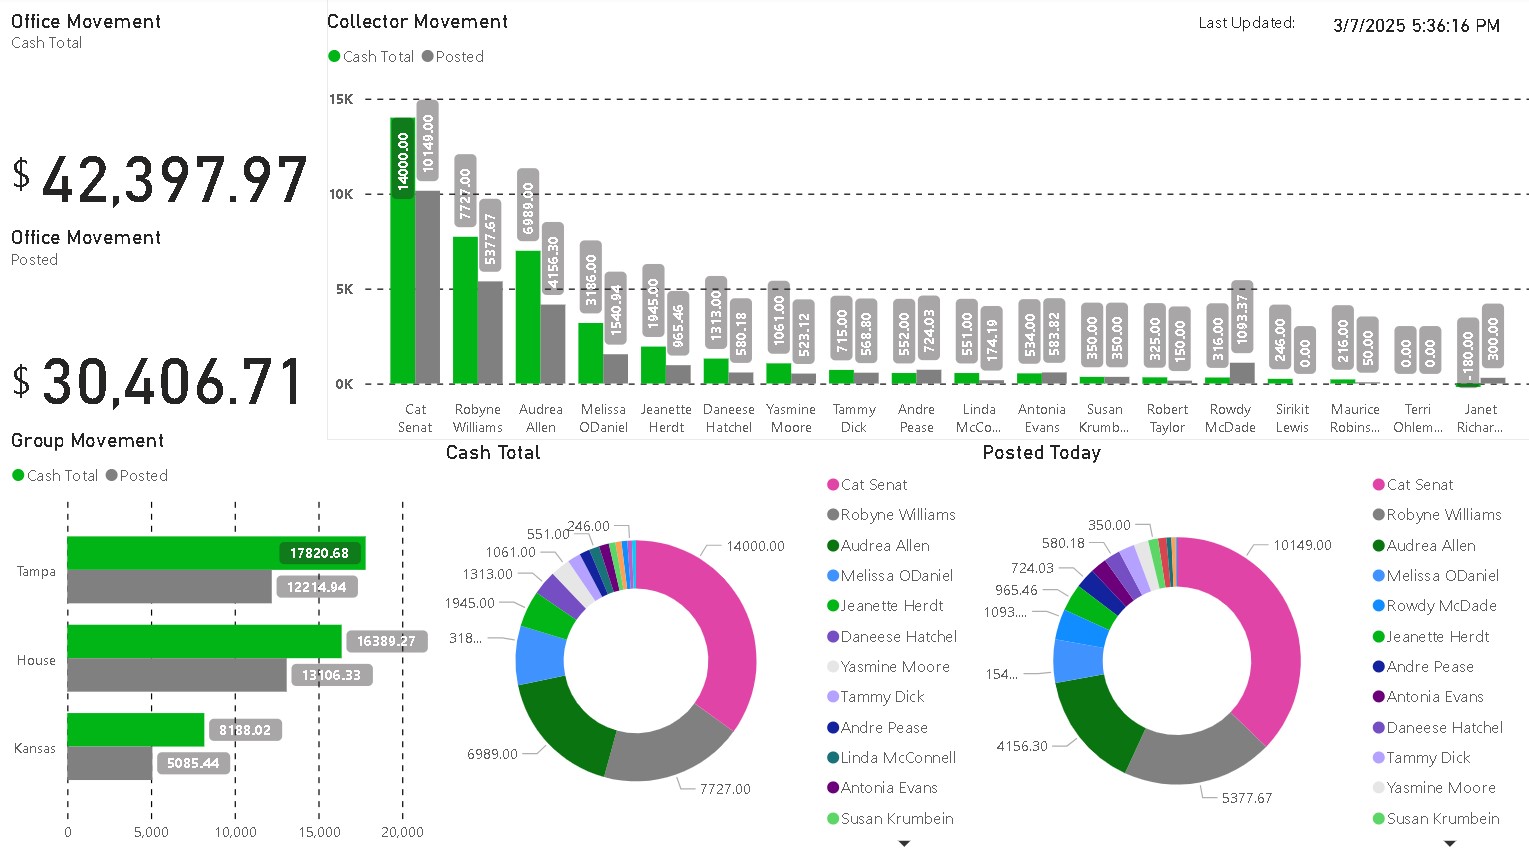 Office Movement
Cash Total
$ 42,397.97
Office Movement
Posted
$ 30,406.71
Collector Movement
Last Updated: 3/7/2025 5:36:16 PM
Cash Total Posted
15K
10K
5K
0K
14000.00 10149.00
7727.00 5377.67
6989.00 4156.30
3186.00 1540.94
1945.00 965.46
1313.00 580.18
1061.00 523.12
715.00 568.80
552.00 724.03
551.00 174.19
534.00 583.82
350.00 350.00
325.00 150.00
316.00 1093.37
246.00 0.00
216.00 50.00
0.00 0.00
-180.00 300.00
Cat Senat
Robyne Williams
Audrea Allen
Melissa ODaniel
Jeanette Herdt
Daneese Hatchel
Yasmine Moore
Tammy Dick
Andre Pease
Linda McCo...
Antonia Evans
Susan Krumb...
Robert Taylor
Rowdy McDade
Sirikit Lewis
Maurice Robins...
Terri Ohlem...
Janet Richar...
Group Movement
Cash Total Posted
Tampa
17820.68
12214.94
House
16389.27
13106.33
Kansas
8188.02
5085.44
0 5,000 10,000 15,000 20,000
Cash Total
246.00
551.00
1061.00
1313.00
1945.00
318...
6989.00
7727.00
14000.00
Cat Senat
Robyne Williams
Audrea Allen
Melissa ODaniel
Jeanette Herdt
Daneese Hatchel
Yasmine Moore
Tammy Dick
Andre Pease
Linda McConnell
Antonia Evans
Susan Krumbein
Posted Today
350.00
580.18
724.03
965.46
1093....
154...
4156.30
5377.67
10149.00
Cat Senat
Robyne Williams
Audrea Allen
Melissa ODaniel
Rowdy McDade
Jeanette Herdt
Andre Pease
Antonia Evans
Daneese Hatchel
Tammy Dick
Yasmine Moore
Susan Krumbein